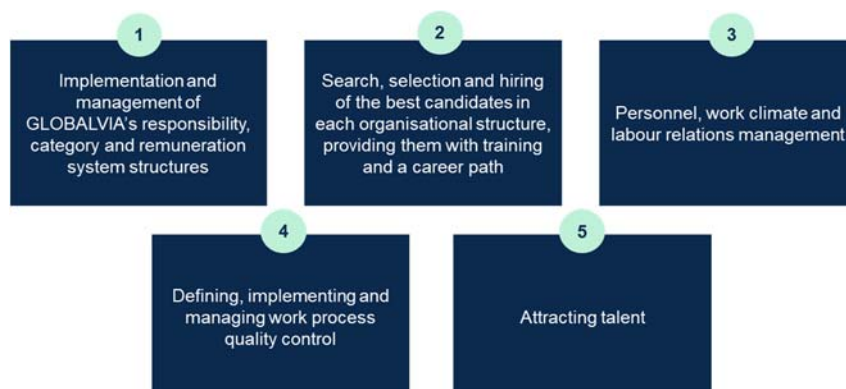 1
Implementation and
management of
GLOBALVIA's responsibility,
category and remuneration
system structures
2
Search, selection and hiring
of the best candidates in
each organisational structure,
providing them with training
and a career path
3
Personnel, work climate and
labour relations management
4
Defining, implementing and
managing work process
quality control
5
Attracting talent